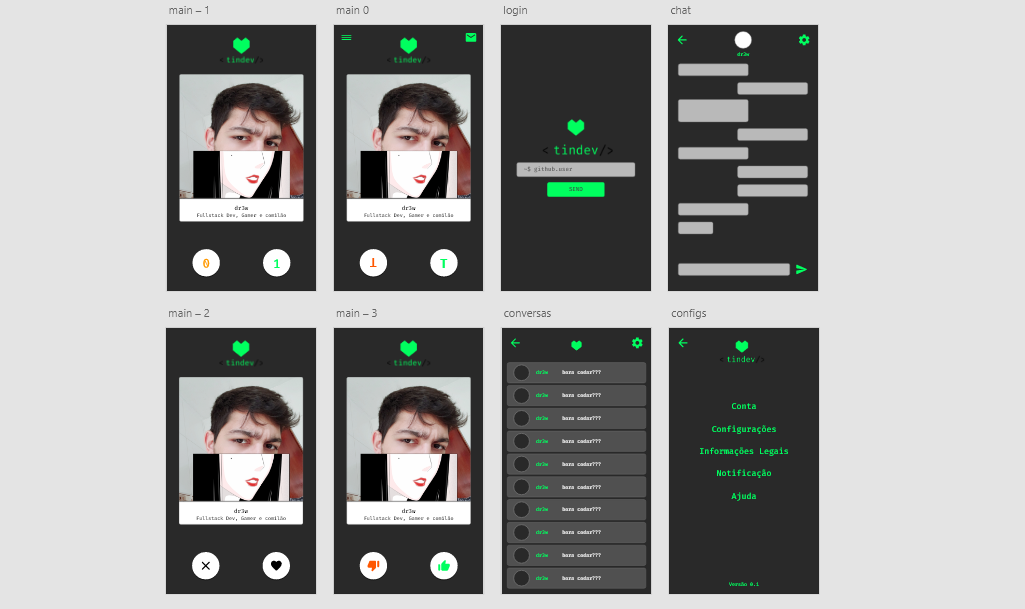 main – 1
< tindev/>
dr3w
Fullstack Dev, Gamer e comilão
0 1
main 0
< tindev/>
dr3w
Fullstack Dev, Gamer e comilão
T T
login
< tindev/>
~$ github.user
SEND
chat
dr3w
main – 2
< tindev/>
dr3w
Fullstack Dev, Gamer e comilão
main – 3
< tindev/>
dr3w
Fullstack Dev, Gamer e comilão
conversas
dr3w bora codar???
dr3w bora codar???
dr3w bora codar???
dr3w bora codar???
dr3w bora codar???
dr3w bora codar???
dr3w bora codar???
dr3w bora codar???
dr3w bora codar???
dr3w bora codar???
configs
< tindev/>
Conta
Configurações
Informações Legais
Notificação
Ajuda
Versão 0.1